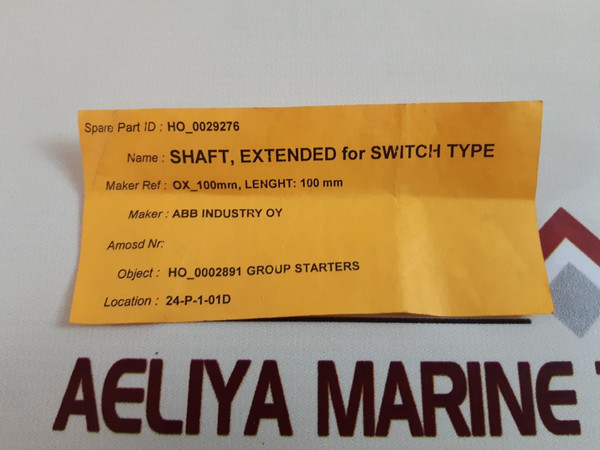 Spare Part ID : HO_0029276
Name : SHAFT, EXTENDED for SWITCH TYPE
Maker Ref : OX_100mm, LENGHT: 100 mm
Maker : ABB INDUSTRY OY
Amosd Nr:
Object : HO_0002891 GROUP STARTERS
Location : 24-P-1-01D
AELIYA MARINE